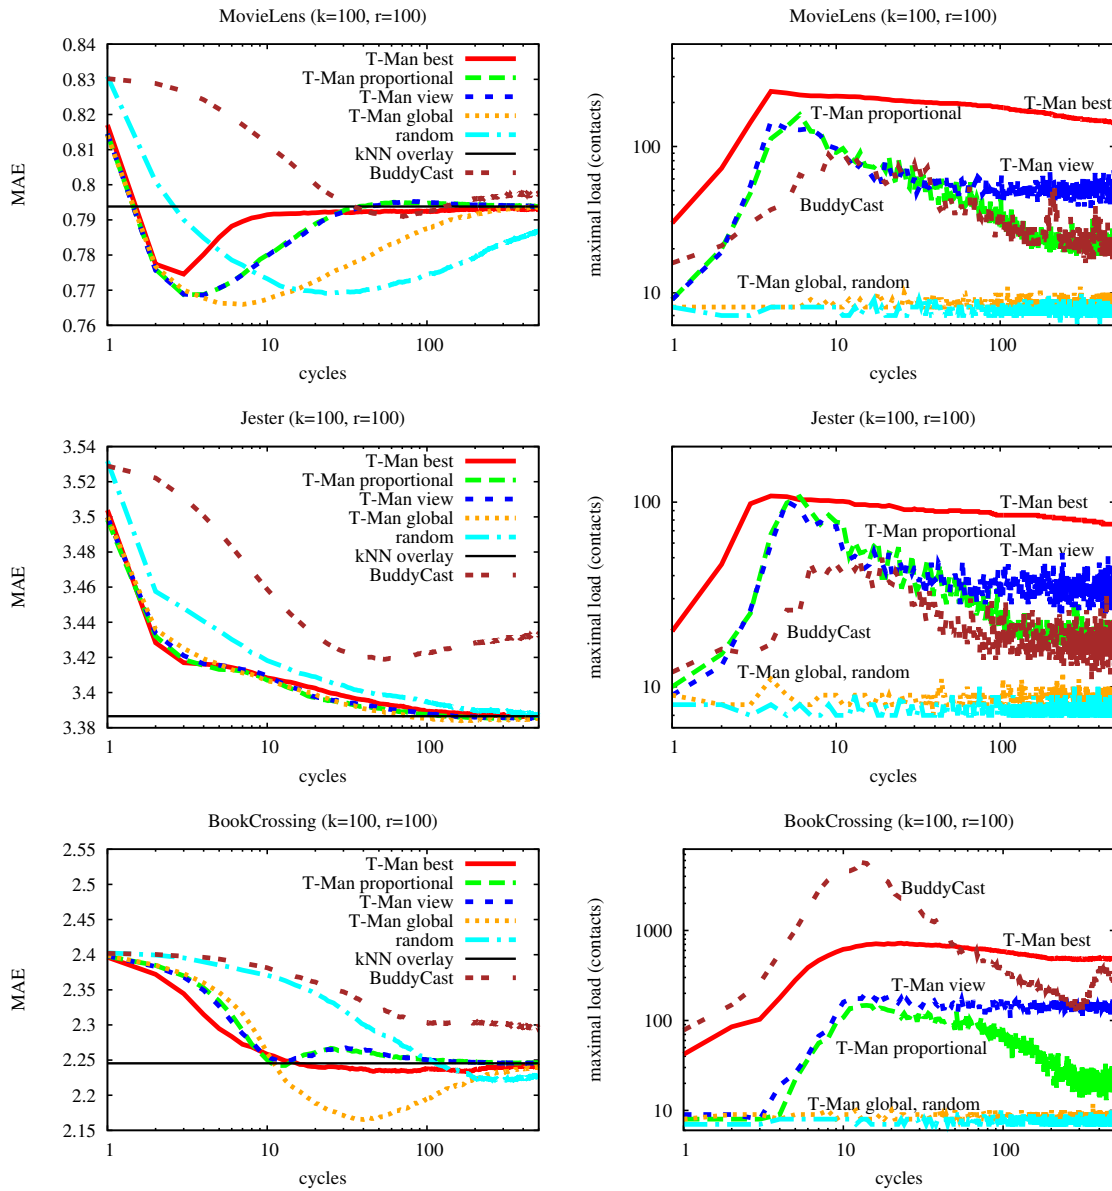 MovieLens (k=100, r=100)
0.84
0.83
0.82
0.81
0.8
0.79
0.78
0.77
0.76
MAE
T-Man best
T-Man proportional
T-Man view
T-Man global
random
kNN overlay
BuddyCast
1 10 100
cycles
MovieLens (k=100, r=100)
maximal load (contacts)
100
10
T-Man best
T-Man proportional
T-Man view
BuddyCast
T-Man global, random
1 10 100
cycles
Jester (k=100, r=100)
3.54
3.52
3.5
3.48
3.46
3.44
3.42
3.4
3.38
MAE
T-Man best
T-Man proportional
T-Man view
T-Man global
random
kNN overlay
BuddyCast
1 10 100
cycles
Jester (k=100, r=100)
maximal load (contacts)
100
10
T-Man best
T-Man proportional
T-Man view
BuddyCast
T-Man global, random
1 10 100
cycles
BookCrossing (k=100, r=100)
2.55
2.5
2.45
2.4
2.35
2.3
2.25
2.2
2.15
MAE
T-Man best
T-Man proportional
T-Man view
T-Man global
random
kNN overlay
BuddyCast
1 10 100
cycles
BookCrossing (k=100, r=100)
maximal load (contacts)
1000
100
10
BuddyCast
T-Man best
T-Man view
T-Man proportional
T-Man global, random
1 10 100
cycles